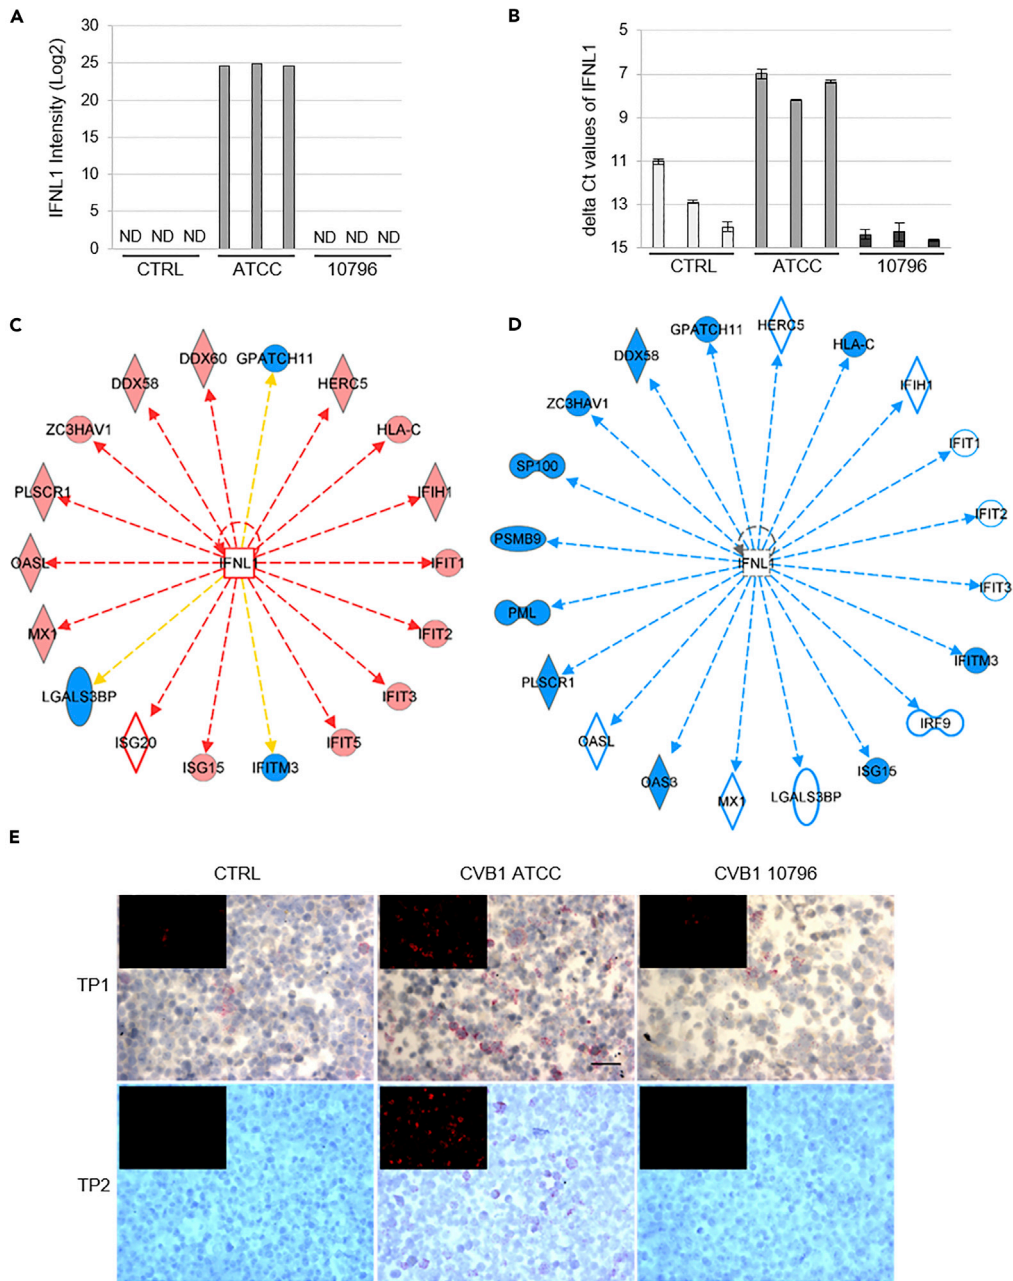 A
IFNL1 Intensity (Log2)
30
25
20
15
10
5
0
ND ND ND
ND ND ND
CTRL ATCC 10796
B
delta Ct values of IFNL1
5
7
9
11
13
15
CTRL ATCC 10796
C
DDX60
GPATCH11
DDX58
HERC5
ZC3HAV1
HLA-C
PLSCR1
IFIH1
OASL
IFNL1
IFIT1
MX1
IFIT2
LGALS3BP
IFIT3
ISG20
IFIT5
ISG15
IFITM3
D
HERC5
GPATCH11
HLA-C
DDX58
IFIH1
ZC3HAV1
IFIT1
SP100
IFIT2
PSMB9
IFNL1
IFIT3
PML
IFITM3
PLSCR1
IRF9
OASL
ISG15
OAS3
MX1
LGALS3BP
E
CTRL CVB1 ATCC CVB1 10796
TP1
TP2